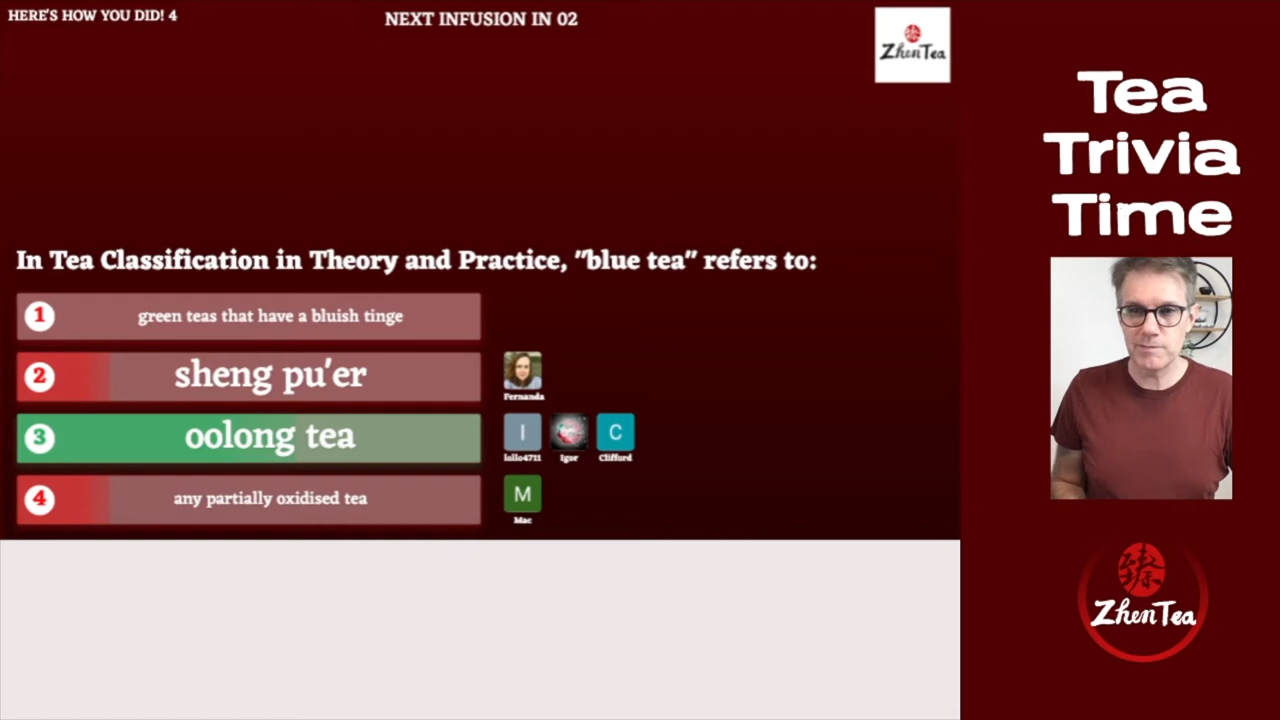 HERE'S HOW YOU DID! 4
NEXT INFUSION IN 02
ZhenTea
Tea
Trivia
Time
In Tea Classification in Theory and Practice, "blue tea" refers to:
1 green teas that have a bluish tinge
2 sheng pu'er
Fernanda
3 oolong tea
I
C
lollo4711 Igor Clifford
4 any partially oxidised tea
M
Mac
臻
ZhenTea